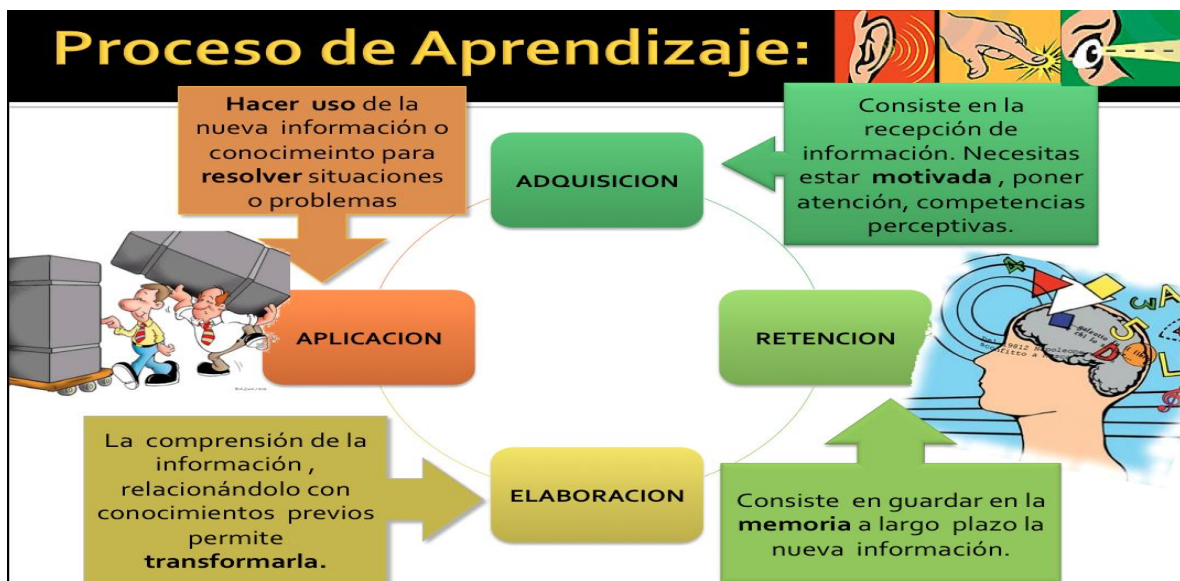 Proceso de Aprendizaje:
Hacer uso de la
nueva información o
conocimeinto para
resolver situaciones
o problemas
ADQUISICION
Consiste en la
recepción de
información. Necesitas
estar motivada , poner
atención, competencias
perceptivas.
APLICACION
RETENCION
La comprensión de la
información ,
relacionándolo con
conocimientos previos
permite
transformarla.
ELABORACION
Consiste en guardar en la
memoria a largo plazo la
nueva información.